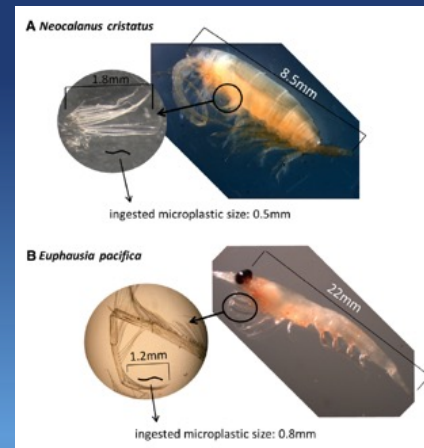 A Neocalanus cristatus
1.8mm
8.5mm
ingested microplastic size: 0.5mm
B Euphausia pacifica
22mm
1.2mm
ingested microplastic size: 0.8mm